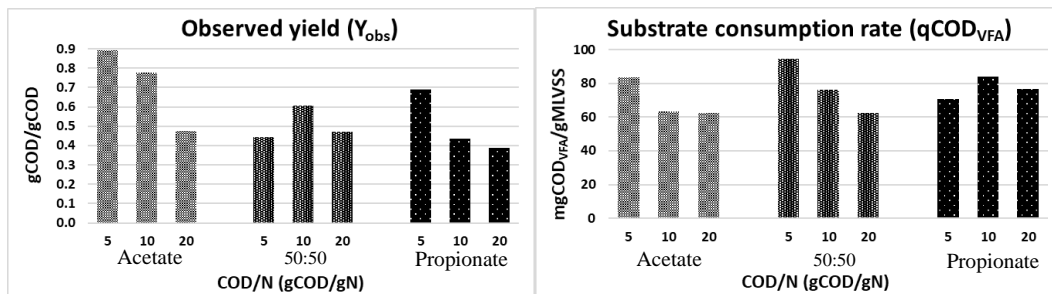 Observed yield (Yobs)
gCOD/gCOD
0.9
0.8
0.7
0.6
0.5
0.4
0.3
0.2
0.1
0.0
5 10 20 5 10 20 5 10 20
Acetate 50:50 Propionate
COD/N (gCOD/gN)
Substrate consumption rate (qCODVFA)
mgCODVFA/gMLVSS
100
80
60
40
20
0
5 10 20 5 10 20 5 10 20
Acetate 50:50 Propionate
COD/N (gCOD/gN)